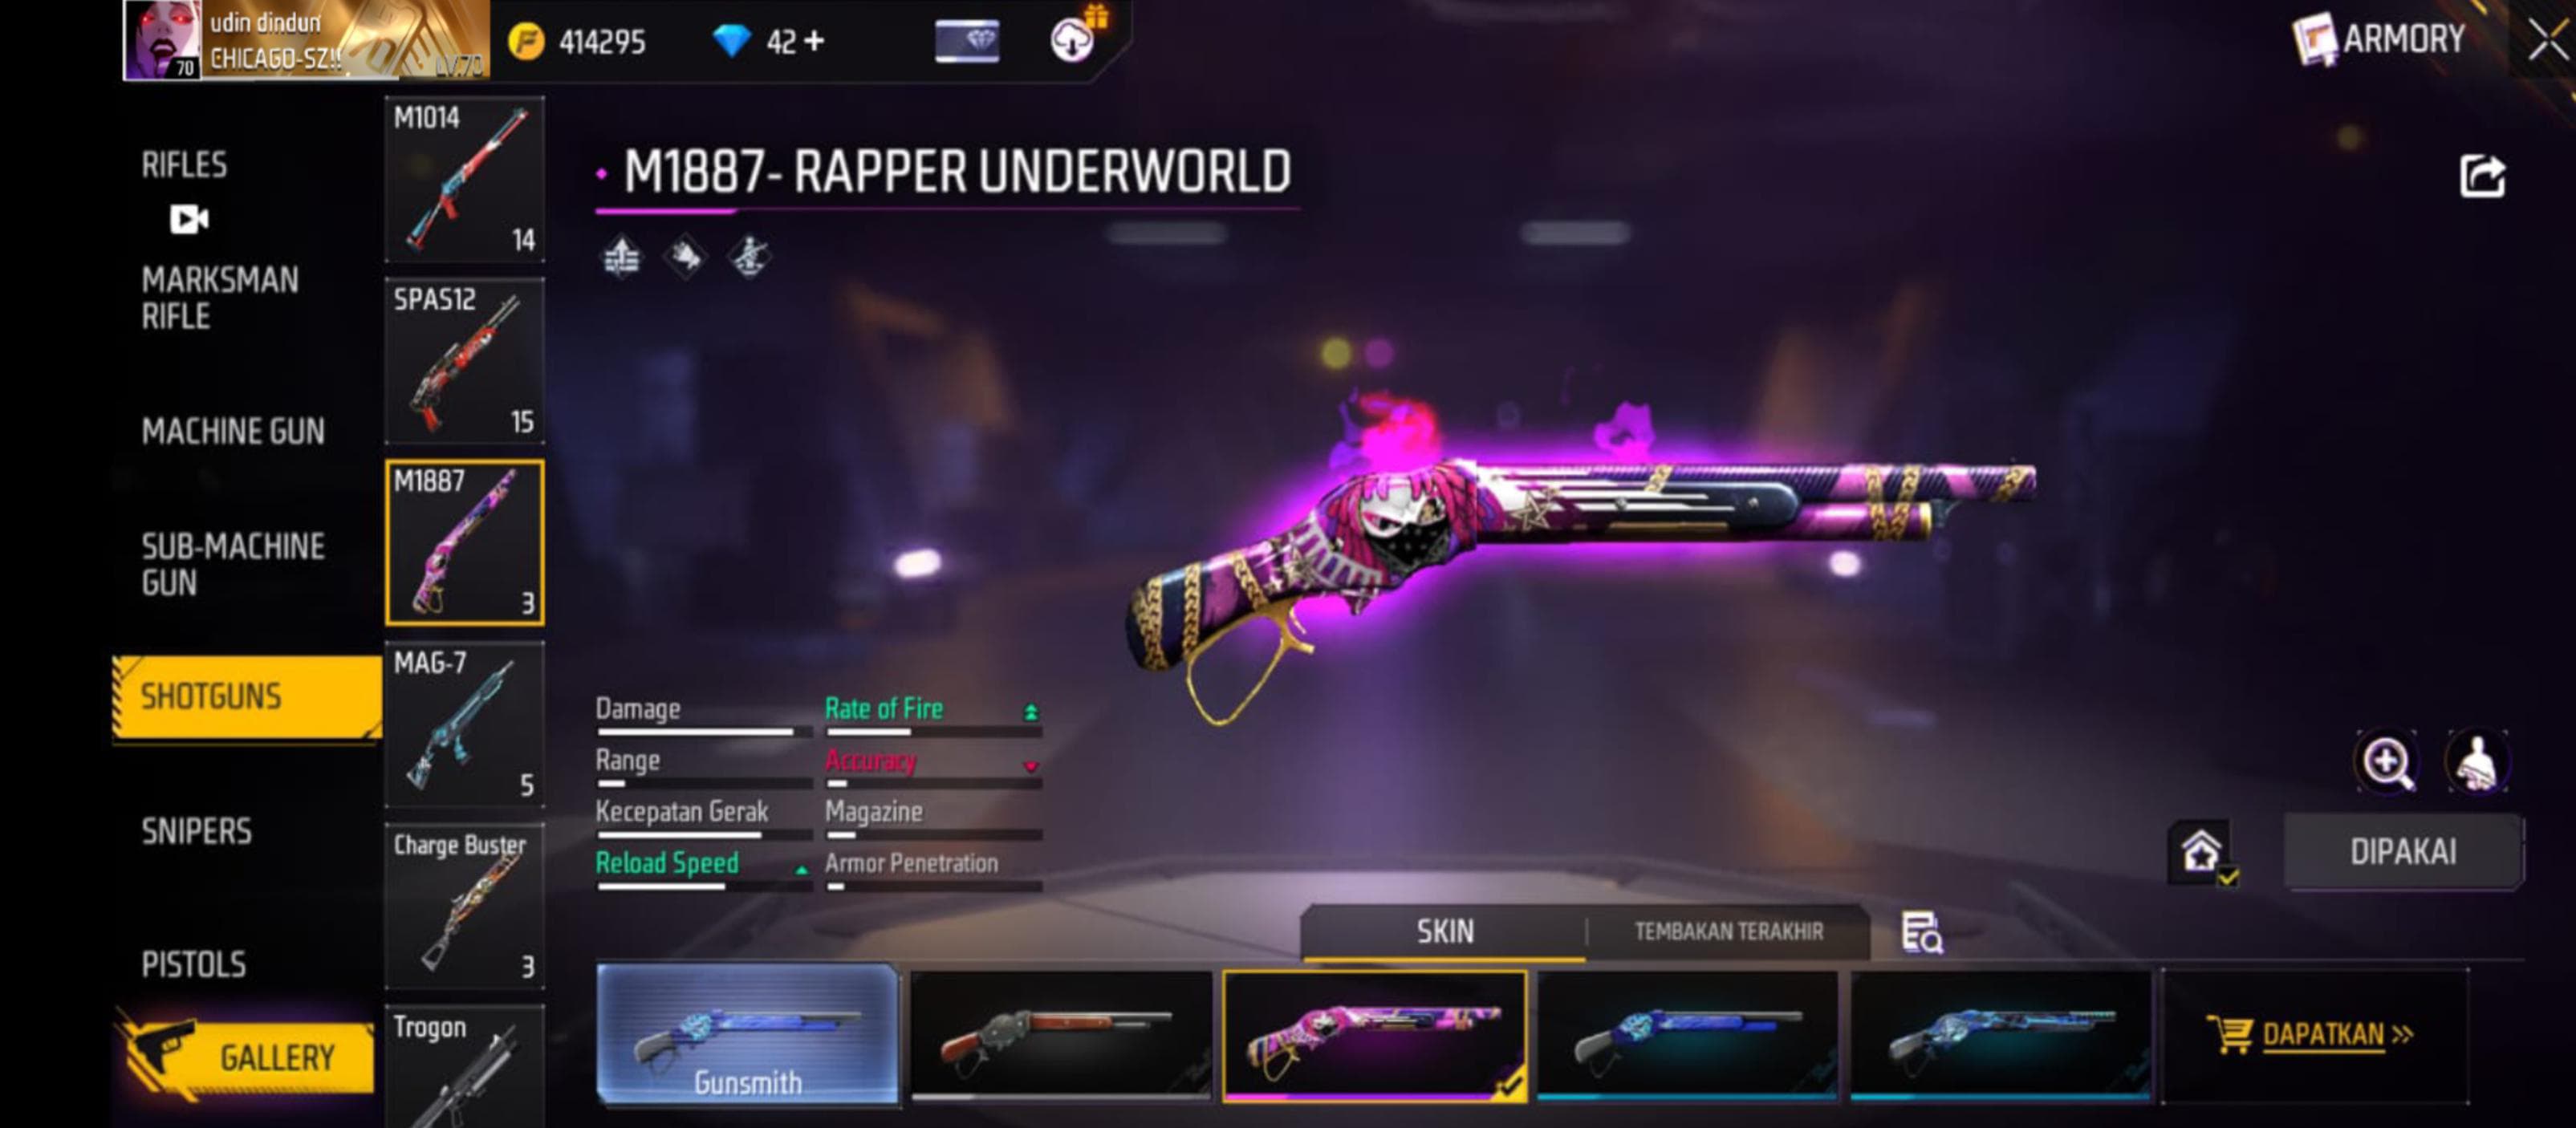 udin dindun
CHICAGO-SZ!!
70
LV.70
414295
42 +
ARMORY
RIFLES
MARKSMAN
RIFLE
MACHINE GUN
SUB-MACHINE
GUN
SHOTGUNS
SNIPERS
PISTOLS
GALLERY
M1014
14
SPAS12
15
M1887
3
MAG-7
5
Charge Buster
3
Trogon
M1887- RAPPER UNDERWORLD
Damage
Rate of Fire
Range
Accuracy
Kecepatan Gerak
Magazine
Reload Speed
Armor Penetration
DIPAKAI
SKIN
TEMBAKAN TERAKHIR
Gunsmith
DAPATKAN